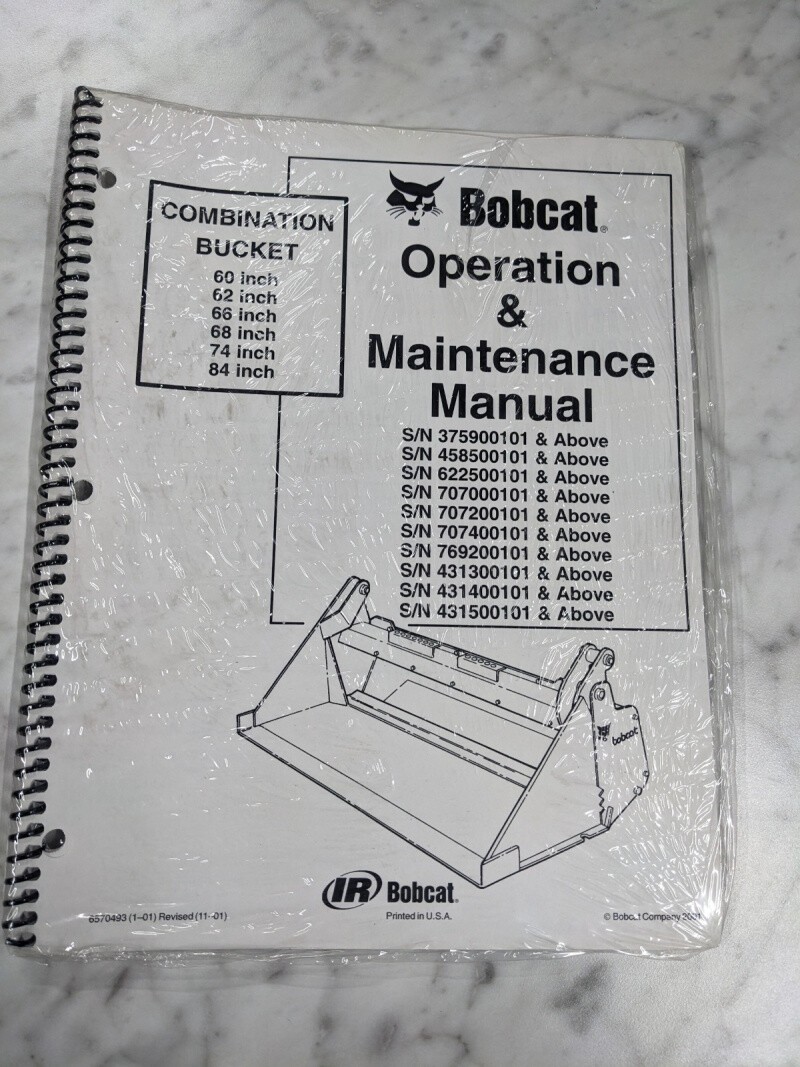 COMBINATION
BUCKET
60 inch
62 inch
66 inch
68 inch
74 inch
84 inch
Bobcat®
Operation
&
Maintenance
Manual
S/N 375900101 & Above
S/N 458500101 & Above
S/N 622500101 & Above
S/N 707000101 & Above
S/N 707200101 & Above
S/N 707400101 & Above
S/N 769200101 & Above
S/N 431300101 & Above
S/N 431400101 & Above
S/N 431500101 & Above
bobcat
IR Bobcat®
6570493 (1–01) Revised (11–01)
Printed in U.S.A.
© Bobcat Company 2001